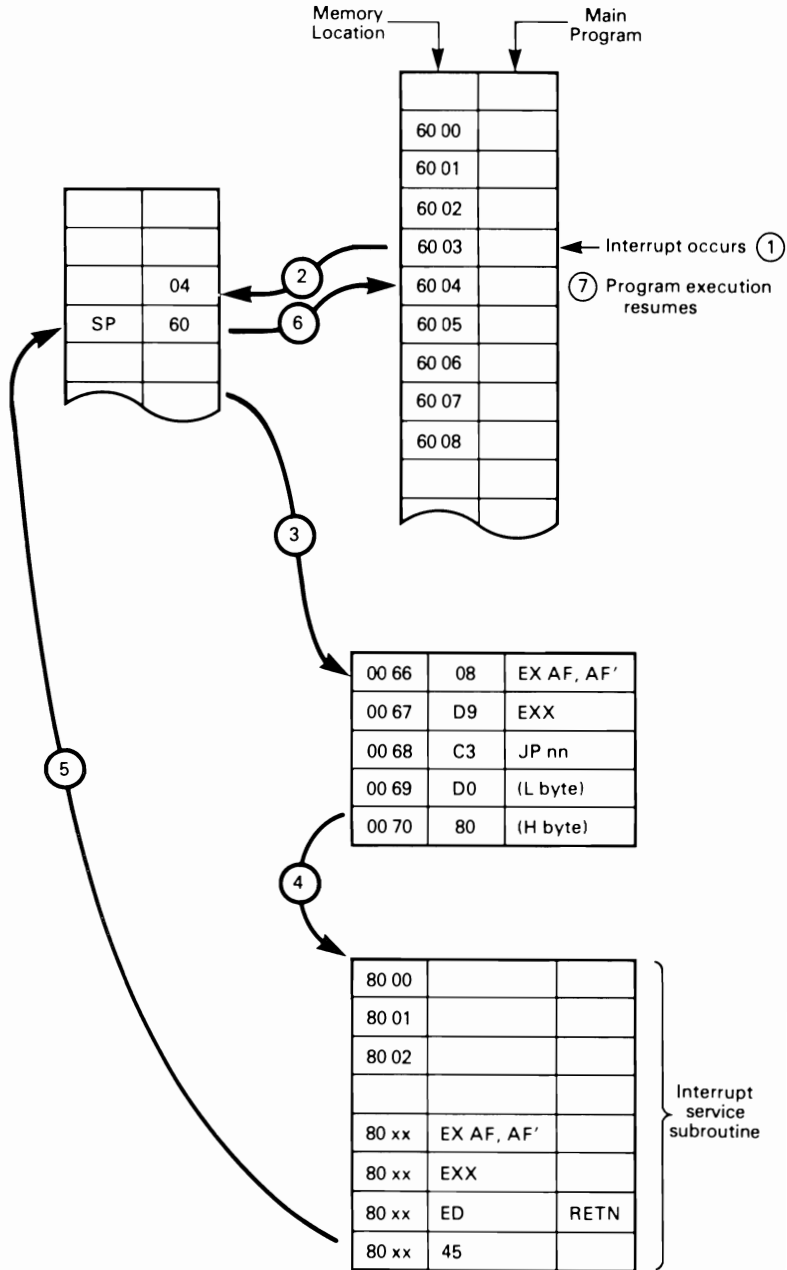 Memory
Location
Main
Program
60 00
60 01
60 02
60 03
Interrupt occurs 1
2
04
60 04
7 Program execution
resumes
SP 60
6
60 05
60 06
60 07
60 08
3
00 66 08 EX AF, AF'
00 67 D9 EXX
00 68 C3 JP nn
00 69 D0 (L byte)
00 70 80 (H byte)
5
4
80 00
80 01
80 02
Interrupt
service
subroutine
80 xx EX AF, AF'
80 xx EXX
80 xx ED RETN
80 xx 45